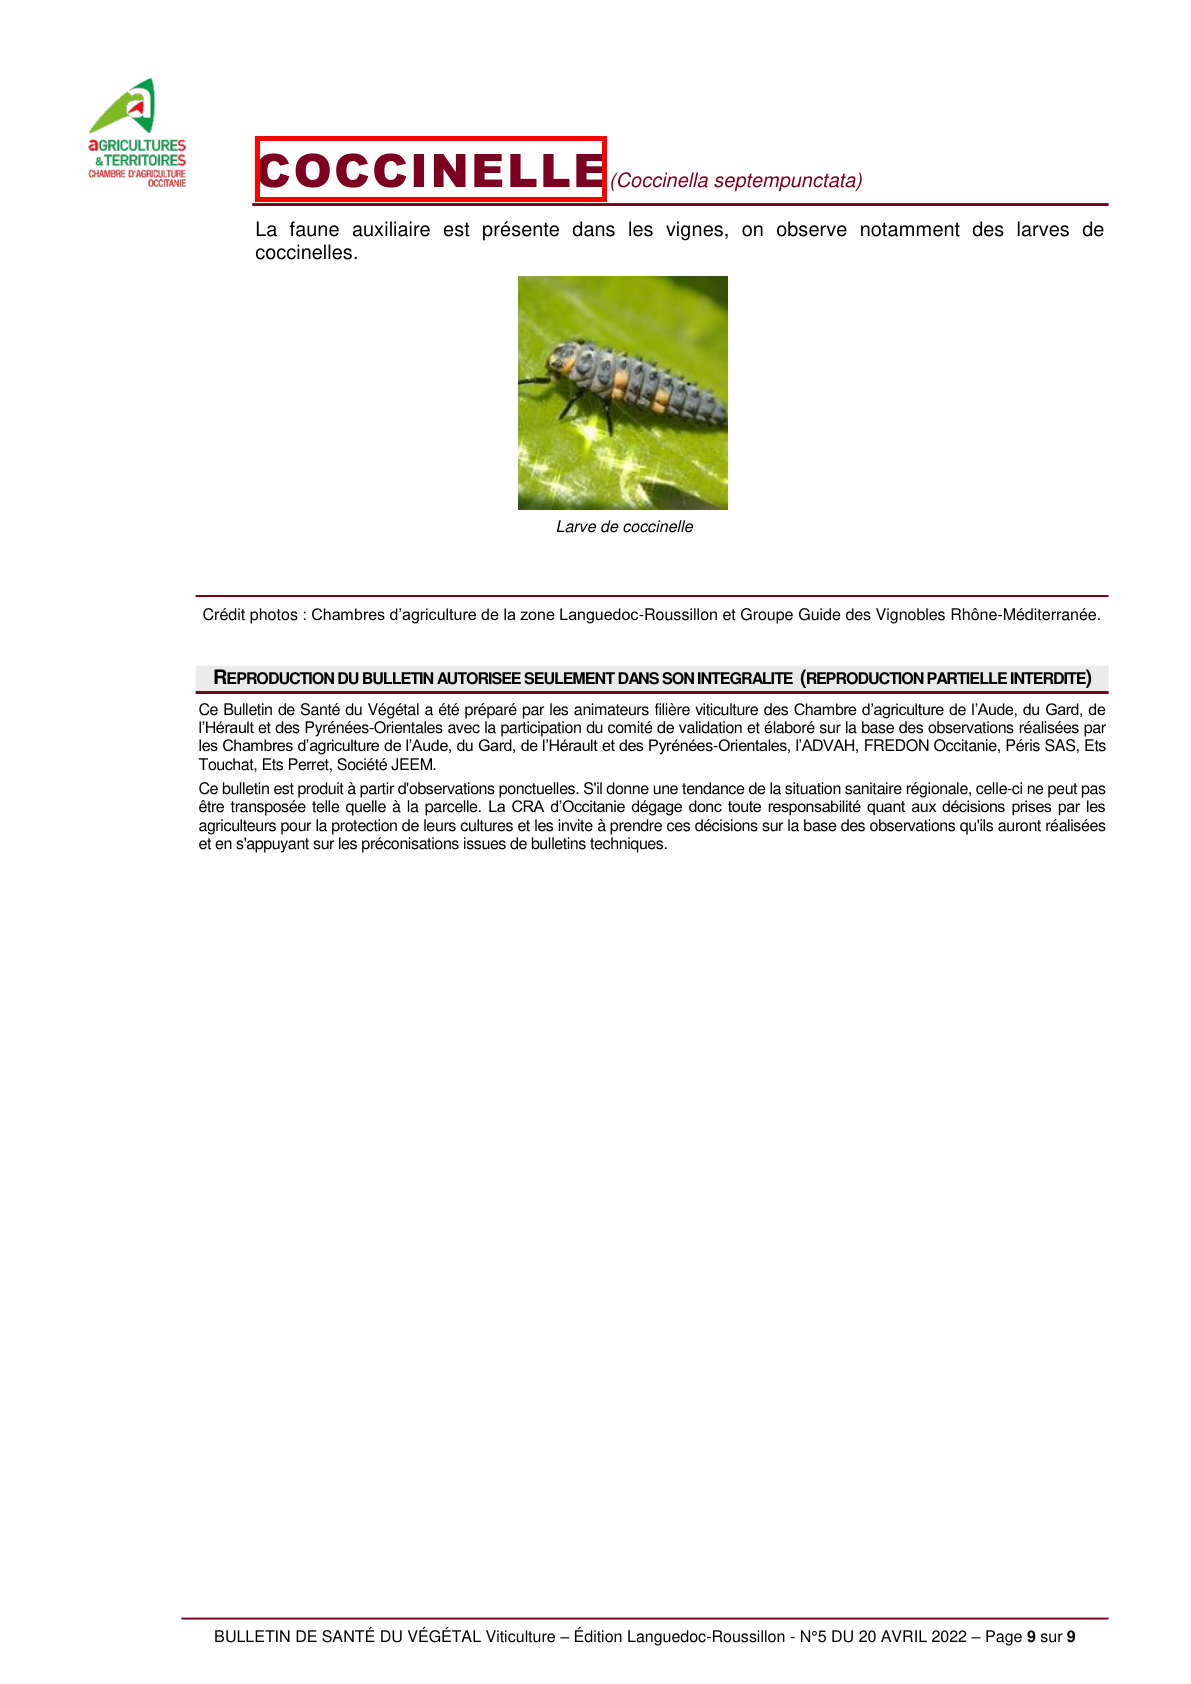 aGRICULTURES
& TERRITOIRES
CHAMBRE D'AGRICULTURE
OCCITANIE
COCCINELLE (Coccinella septempunctata)
La faune auxiliaire est présente dans les vignes, on observe notamment des larves de
coccinelles.
Larve de coccinelle
Crédit photos : Chambres d’agriculture de la zone Languedoc-Roussillon et Groupe Guide des Vignobles Rhône-Méditerranée.
REPRODUCTION DU BULLETIN AUTORISEE SEULEMENT DANS SON INTEGRALITE (REPRODUCTION PARTIELLE INTERDITE)
Ce Bulletin de Santé du Végétal a été préparé par les animateurs filière viticulture des Chambre d’agriculture de l’Aude, du Gard, de
l’Hérault et des Pyrénées-Orientales avec la participation du comité de validation et élaboré sur la base des observations réalisées par
les Chambres d’agriculture de l’Aude, du Gard, de l’Hérault et des Pyrénées-Orientales, l’ADVAH, FREDON Occitanie, Péris SAS, Ets
Touchat, Ets Perret, Société JEEM.
Ce bulletin est produit à partir d'observations ponctuelles. S'il donne une tendance de la situation sanitaire régionale, celle-ci ne peut pas
être transposée telle quelle à la parcelle. La CRA d’Occitanie dégage donc toute responsabilité quant aux décisions prises par les
agriculteurs pour la protection de leurs cultures et les invite à prendre ces décisions sur la base des observations qu'ils auront réalisées
et en s'appuyant sur les préconisations issues de bulletins techniques.
BULLETIN DE SANTÉ DU VÉGÉTAL Viticulture – Édition Languedoc-Roussillon - N°5 DU 20 AVRIL 2022 – Page 9 sur 9